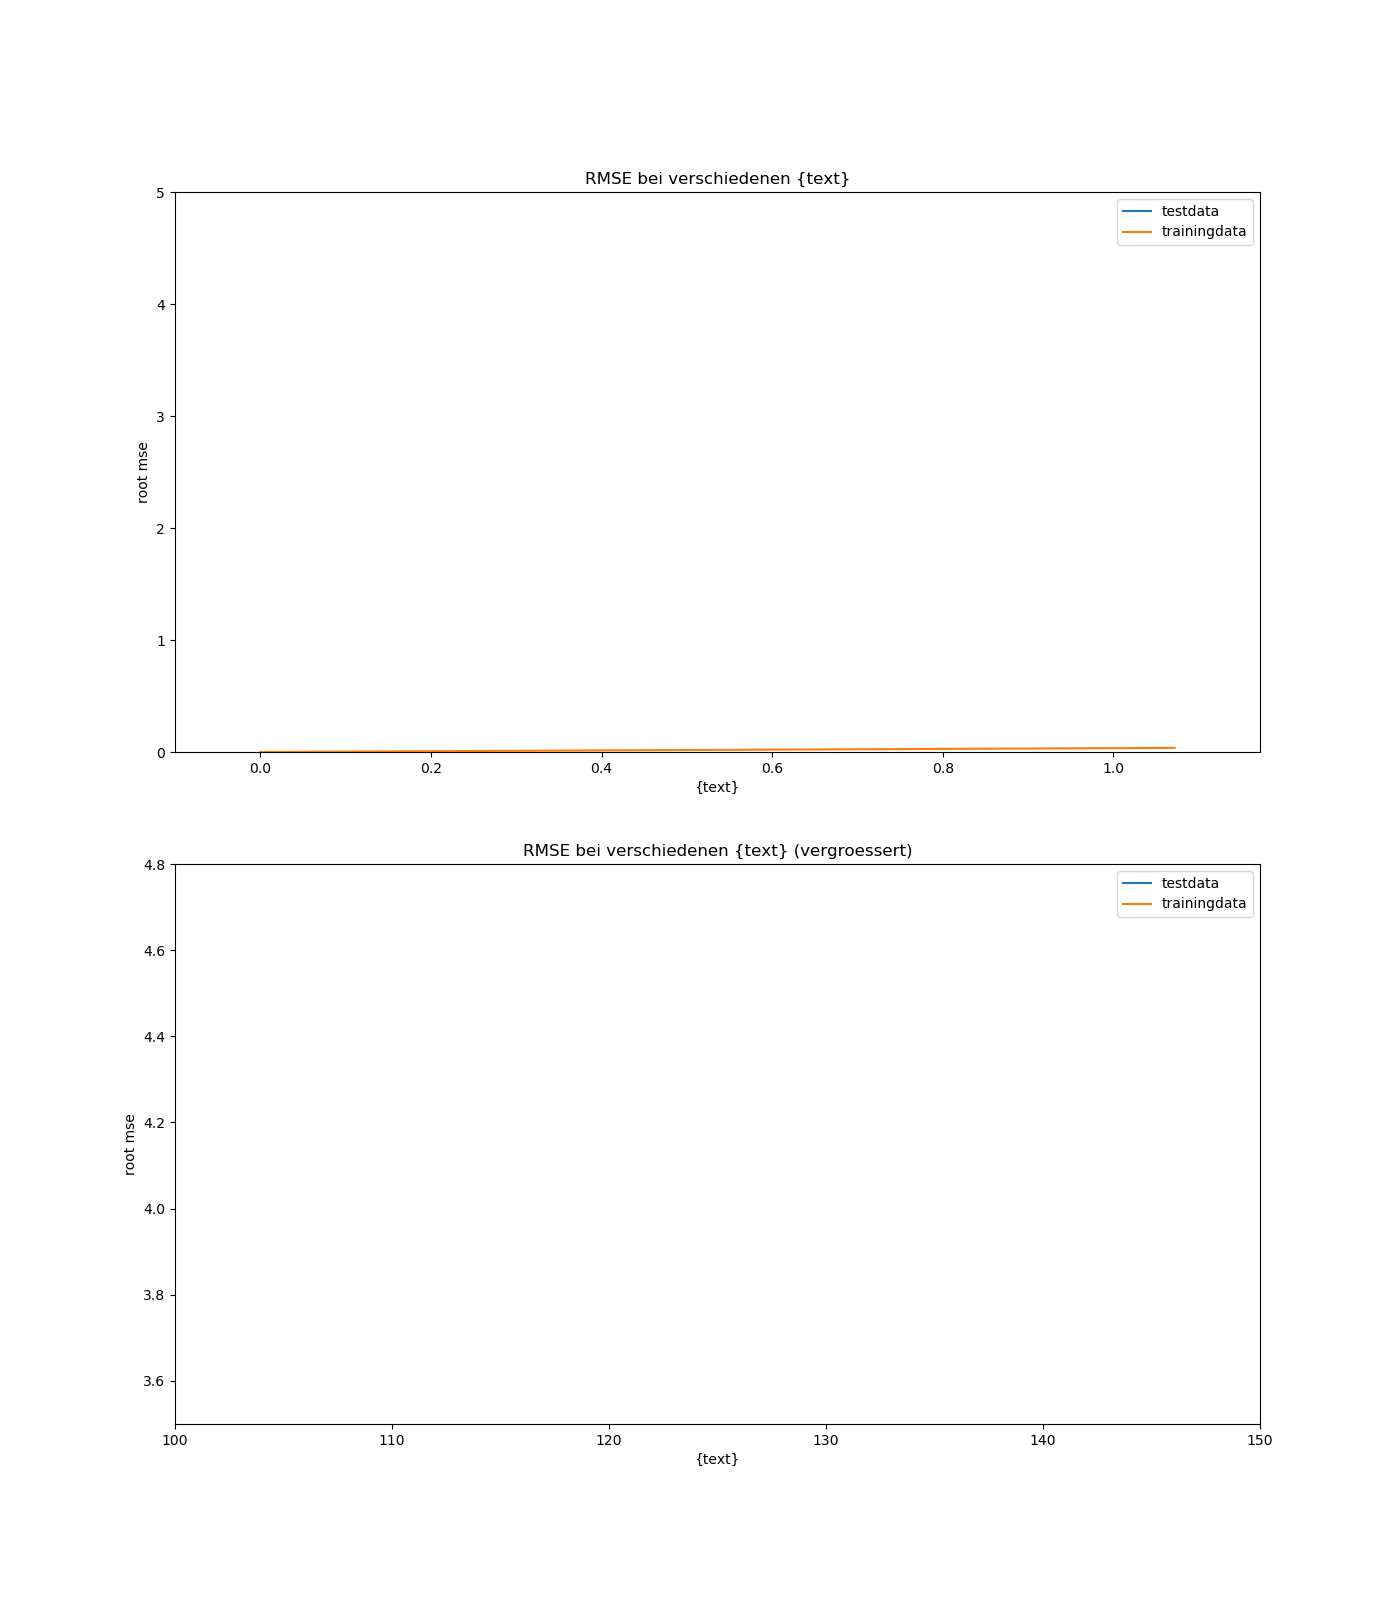 RMSE bei verschiedenen {text}
testdata
trainingdata
5
4
3
2
1
0
root mse
0.0 0.2 0.4 0.6 0.8 1.0
{text}
RMSE bei verschiedenen {text} (vergroessert)
testdata
trainingdata
4.8
4.6
4.4
4.2
4.0
3.8
3.6
root mse
100 110 120 130 140 150
{text}